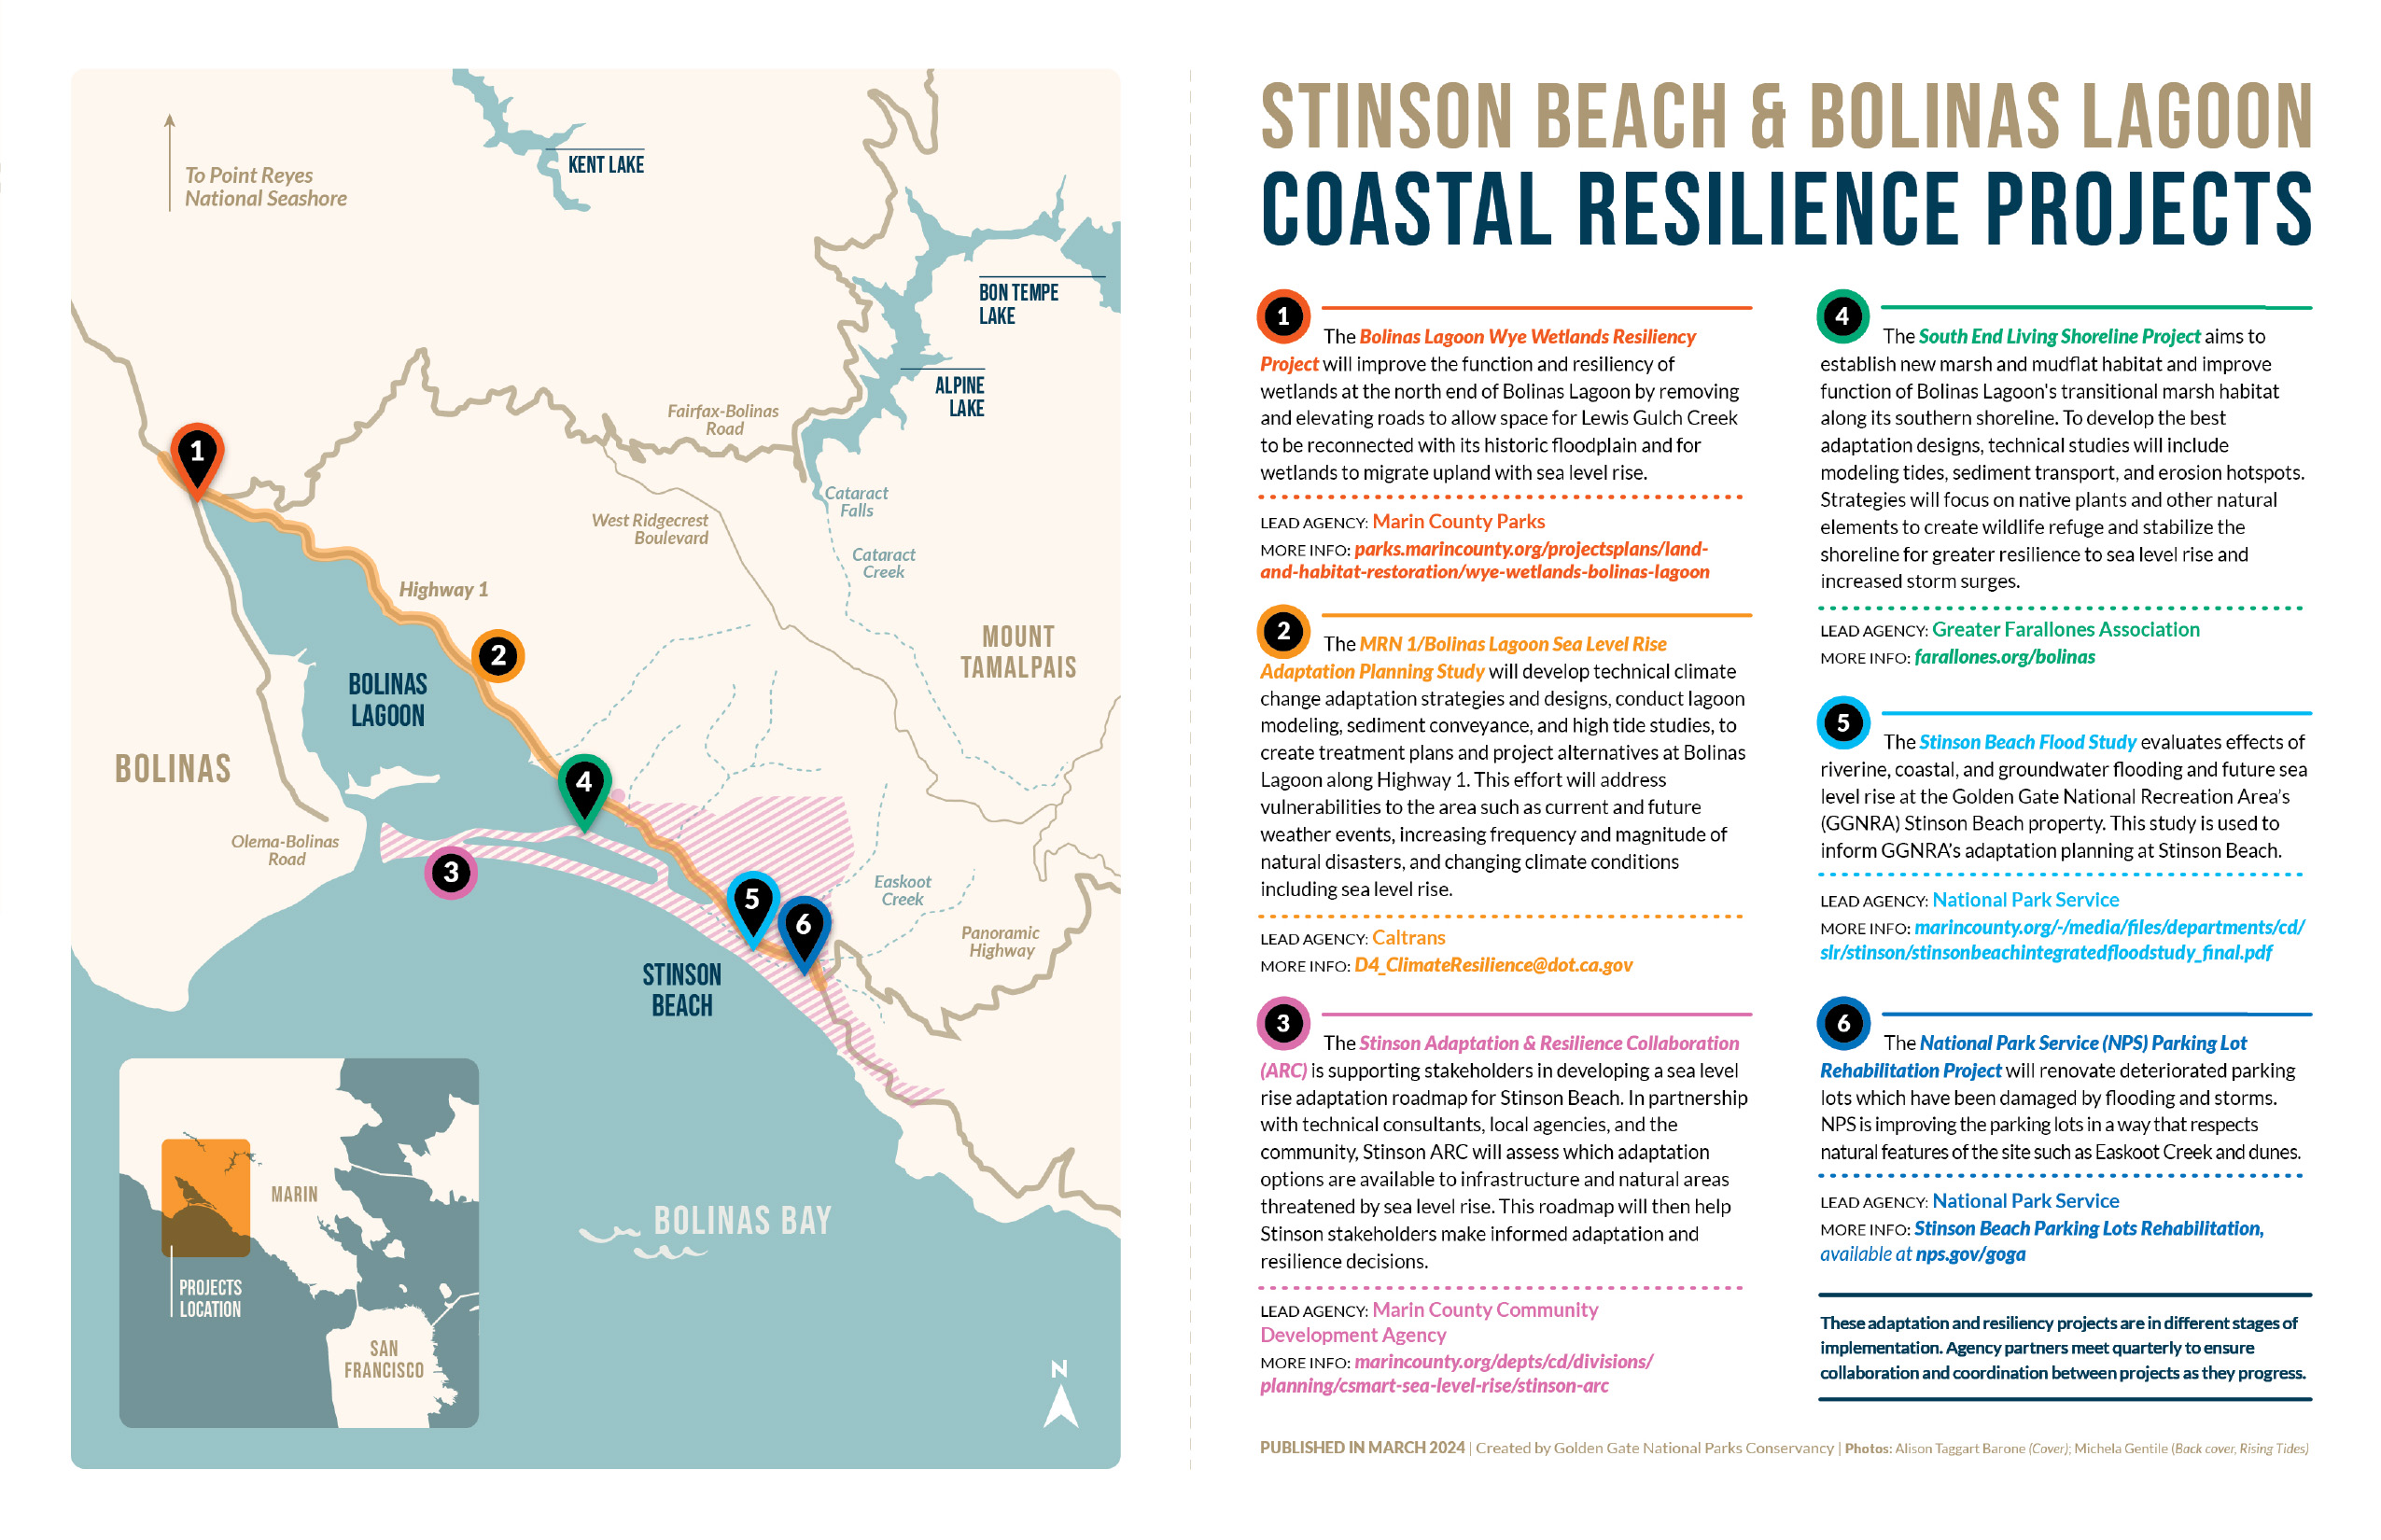 To Point Reyes
National Seashore
KENT LAKE
BON TEMPE
LAKE
ALPINE
LAKE
Fairfax-Bolinas
Road
1
Cataract
Falls
West Ridgecrest
Boulevard
Cataract
Creek
Highway 1
MOUNT
TAMALPAIS
2
BOLINAS
LAGOON
BOLINAS
4
Olema-Bolinas
Road
3
5
6
Easkoot
Creek
Panoramic
Highway
STINSON
BEACH
MARIN
PROJECTS
LOCATION
SAN
FRANCISCO
BOLINAS BAY
N
STINSON BEACH & BOLINAS LAGOON
COASTAL RESILIENCE PROJECTS
1
The Bolinas Lagoon Wye Wetlands Resiliency
Project will improve the function and resiliency of
wetlands at the north end of Bolinas Lagoon by removing
and elevating roads to allow space for Lewis Gulch Creek
to be reconnected with its historic floodplain and for
wetlands to migrate upland with sea level rise.
LEAD AGENCY: Marin County Parks
MORE INFO: parks.marincounty.org/projectsplans/land-
and-habitat-restoration/wye-wetlands-bolinas-lagoon
2
The MRN 1/Bolinas Lagoon Sea Level Rise
Adaptation Planning Study will develop technical climate
change adaptation strategies and designs, conduct lagoon
modeling, sediment conveyance, and high tide studies, to
create treatment plans and project alternatives at Bolinas
Lagoon along Highway 1. This effort will address
vulnerabilities to the area such as current and future
weather events, increasing frequency and magnitude of
natural disasters, and changing climate conditions
including sea level rise.
LEAD AGENCY: Caltrans
MORE INFO: D4_ClimateResilience@dot.ca.gov
3
The Stinson Adaptation & Resilience Collaboration
(ARC) is supporting stakeholders in developing a sea level
rise adaptation roadmap for Stinson Beach. In partnership
with technical consultants, local agencies, and the
community, Stinson ARC will assess which adaptation
options are available to infrastructure and natural areas
threatened by sea level rise. This roadmap will then help
Stinson stakeholders make informed adaptation and
resilience decisions.
LEAD AGENCY: Marin County Community
Development Agency
MORE INFO: marincounty.org/depts/cd/divisions/
planning/csmart-sea-level-rise/stinson-arc
4
The South End Living Shoreline Project aims to
establish new marsh and mudflat habitat and improve
function of Bolinas Lagoon's transitional marsh habitat
along its southern shoreline. To develop the best
adaptation designs, technical studies will include
modeling tides, sediment transport, and erosion hotspots.
Strategies will focus on native plants and other natural
elements to create wildlife refuge and stabilize the
shoreline for greater resilience to sea level rise and
increased storm surges.
LEAD AGENCY: Greater Farallones Association
MORE INFO: farallones.org/bolinas
5
The Stinson Beach Flood Study evaluates effects of
riverine, coastal, and groundwater flooding and future sea
level rise at the Golden Gate National Recreation Area's
(GGNRA) Stinson Beach property. This study is used to
inform GGNRA's adaptation planning at Stinson Beach.
LEAD AGENCY: National Park Service
MORE INFO: marincounty.org/-/media/files/departments/cd/
slr/stinson/stinsonbeachintegratedfloodstudy_final.pdf
6
The National Park Service (NPS) Parking Lot
Rehabilitation Project will renovate deteriorated parking
lots which have been damaged by flooding and storms.
NPS is improving the parking lots in a way that respects
natural features of the site such as Easkoot Creek and dunes.
LEAD AGENCY: National Park Service
MORE INFO: Stinson Beach Parking Lots Rehabilitation,
available at nps.gov/goga
These adaptation and resiliency projects are in different stages of
implementation. Agency partners meet quarterly to ensure
collaboration and coordination between projects as they progress.
PUBLISHED IN MARCH 2024 | Created by Golden Gate National Parks Conservancy | Photos: Alison Taggart Barone (Cover); Michela Gentile (Back cover, Rising Tides)